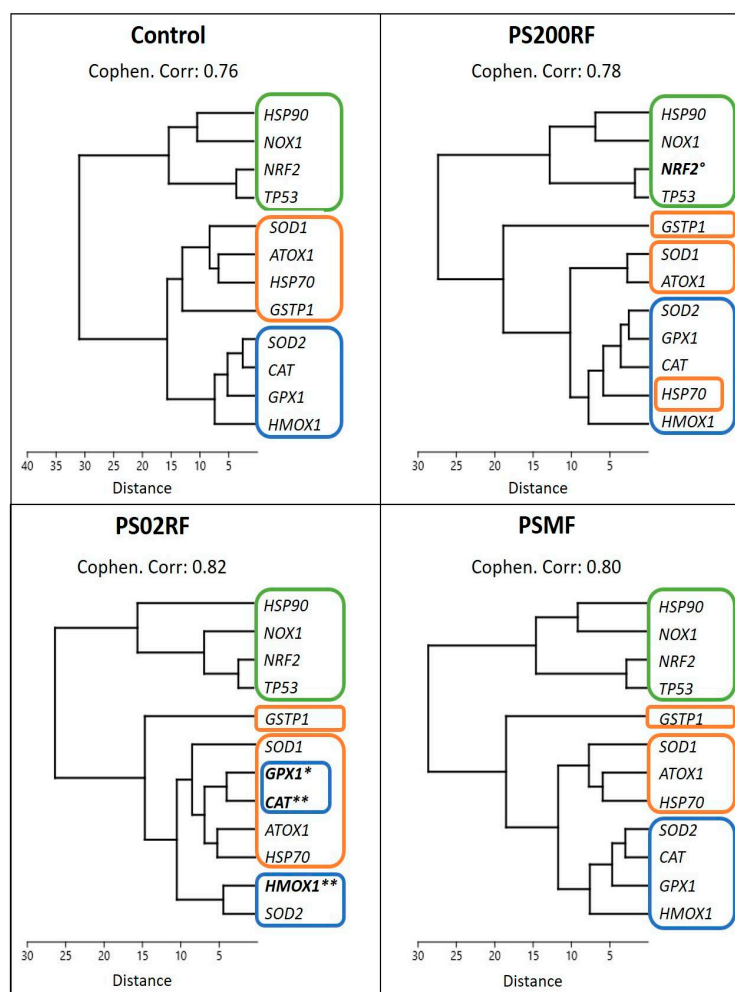 Control
Cophen. Corr: 0.76
HSP90
NOX1
NRF2
TP53
SOD1
ATOX1
HSP70
GSTP1
SOD2
CAT
GPX1
HMOX1
40 35 30 25 20 15 10 5
Distance
PS200RF
Cophen. Corr: 0.78
HSP90
NOX1
NRF2°
TP53
GSTP1
SOD1
ATOX1
SOD2
GPX1
CAT
HSP70
HMOX1
30 25 20 15 10 5
Distance
PS02RF
Cophen. Corr: 0.82
HSP90
NOX1
NRF2
TP53
GSTP1
SOD1
GPX1*
CAT**
ATOX1
HSP70
HMOX1**
SOD2
30 25 20 15 10 5
Distance
PSMF
Cophen. Corr: 0.80
HSP90
NOX1
NRF2
TP53
GSTP1
SOD1
ATOX1
HSP70
SOD2
CAT
GPX1
HMOX1
30 25 20 15 10 5
Distance